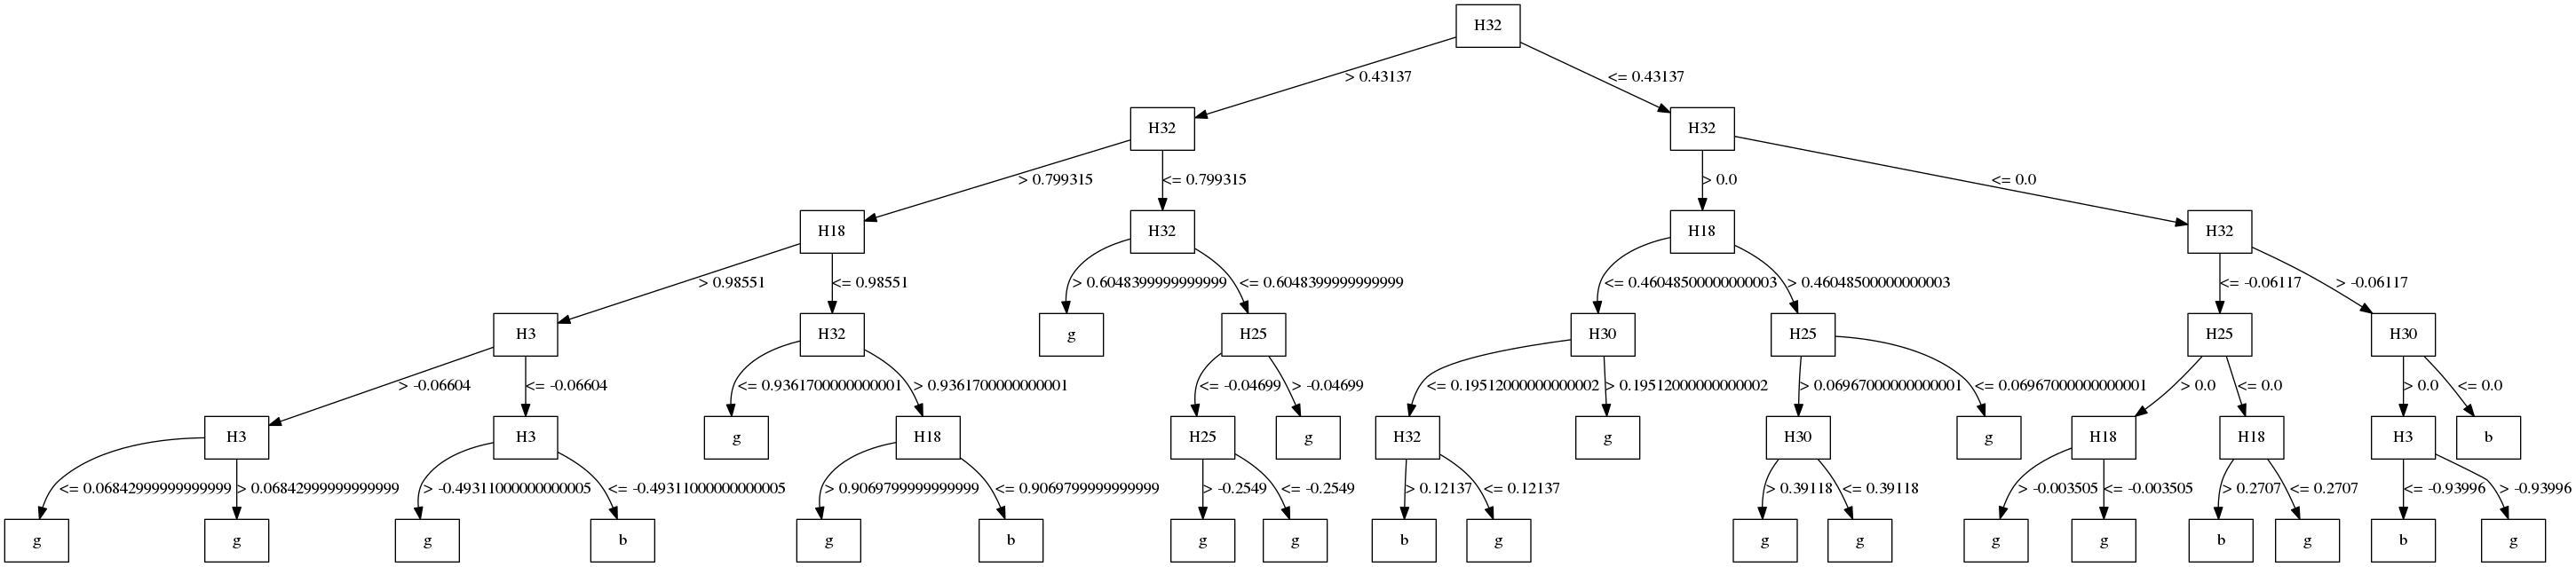 H32
> 0.43137
<= 0.43137
H32
H32
> 0.799315
<= 0.799315
> 0.0
<= 0.0
H18
H32
H18
H32
> 0.98551
<= 0.98551
> 0.6048399999999999
<= 0.6048399999999999
<= 0.46048500000000003
> 0.46048500000000003
<= -0.06117
> -0.06117
H3
H32
g
H25
H30
H25
H25
H30
> -0.06604
<= -0.06604
<= 0.9361700000000001
> 0.9361700000000001
<= -0.04699
> -0.04699
<= 0.19512000000000002
> 0.19512000000000002
> 0.06967000000000001
<= 0.06967000000000001
> 0.0
<= 0.0
> 0.0
<= 0.0
H3
H3
g
H18
H25
g
H32
g
H30
g
H18
H18
H3
b
<= 0.06842999999999999
> 0.06842999999999999
> -0.49311000000000005
<= -0.49311000000000005
> 0.9069799999999999
<= 0.9069799999999999
> -0.2549
<= -0.2549
> 0.12137
<= 0.12137
> 0.39118
<= 0.39118
> -0.003505
<= -0.003505
> 0.2707
<= 0.2707
<= -0.93996
> -0.93996
g
g
g
b
g
b
g
g
b
g
g
g
g
g
b
g
b
g